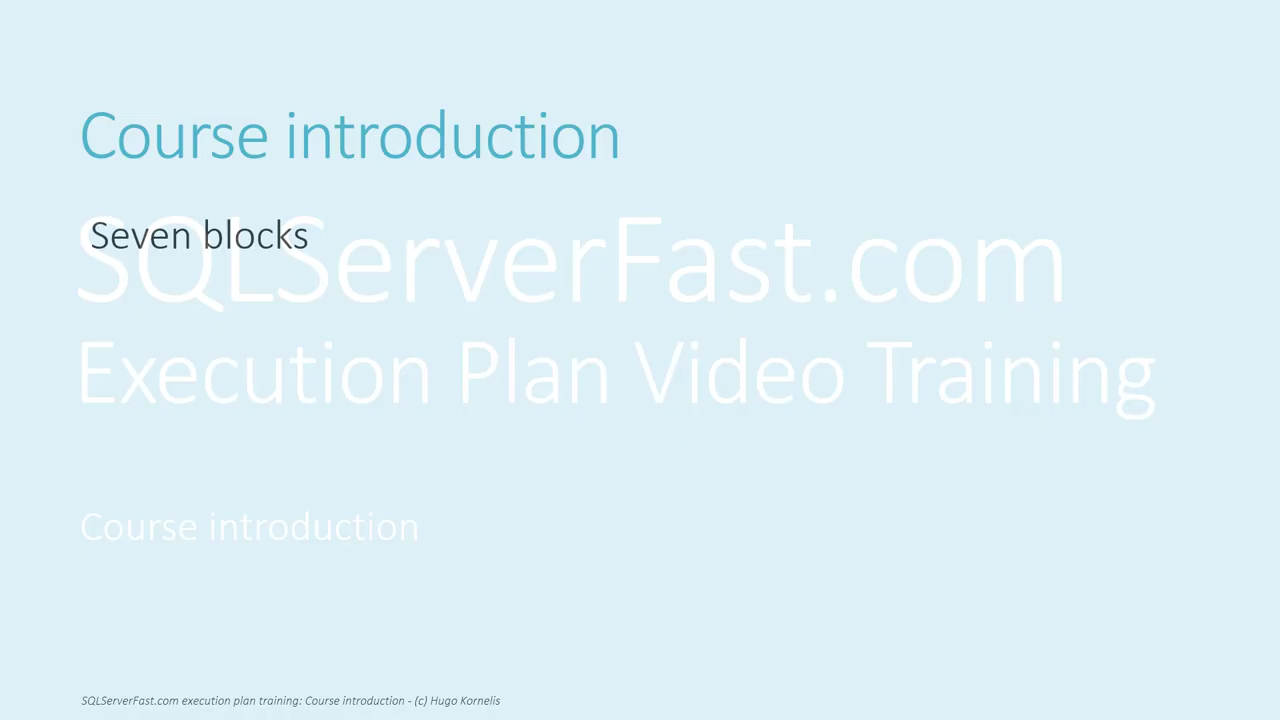 Course introduction
Seven blocks
SQLServerFast.com
Execution Plan Video Training
Course introduction
SQLServerFast.com execution plan training: Course introduction - (c) Hugo Kornelis